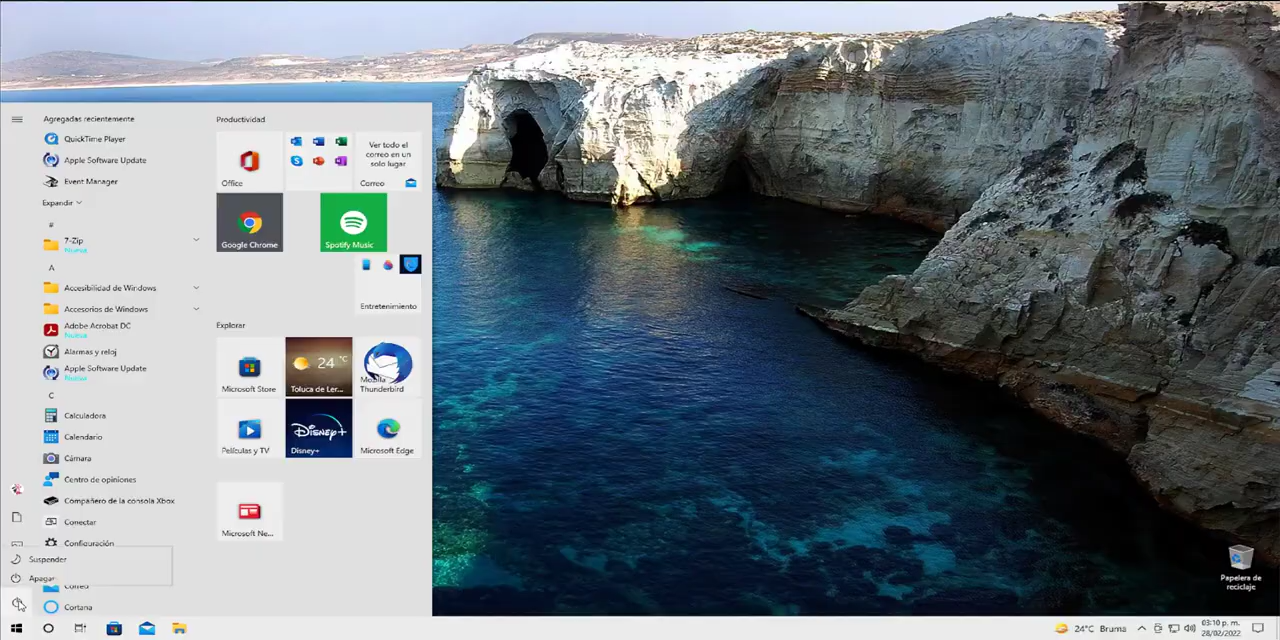 Agregadas recientemente
QuickTime Player
Apple Software Update
Event Manager
Expandir
#
7-Zip
Nueva
A
Accesibilidad de Windows
Accesorios de Windows
Adobe Acrobat DC
Nueva
Alarmas y reloj
Apple Software Update
Nueva
C
Calculadora
Calendario
Cámara
Centro de opiniones
Compañero de la consola Xbox
Conectar
Configuración
Suspender
Apagar
Correo
Cortana
Productividad
Office
Ver todo el
correo en un
solo lugar
Correo
Google Chrome
Spotify Music
Entretenimiento
Explorar
Microsoft Store
24 °C
Toluca de Ler...
Mozilla
Thunderbird
Películas y TV
Disney+
Disney+
Microsoft Edge
Microsoft Ne...
Papelera de
reciclaje
24°C Bruma
03:10 p. m.
28/02/2022